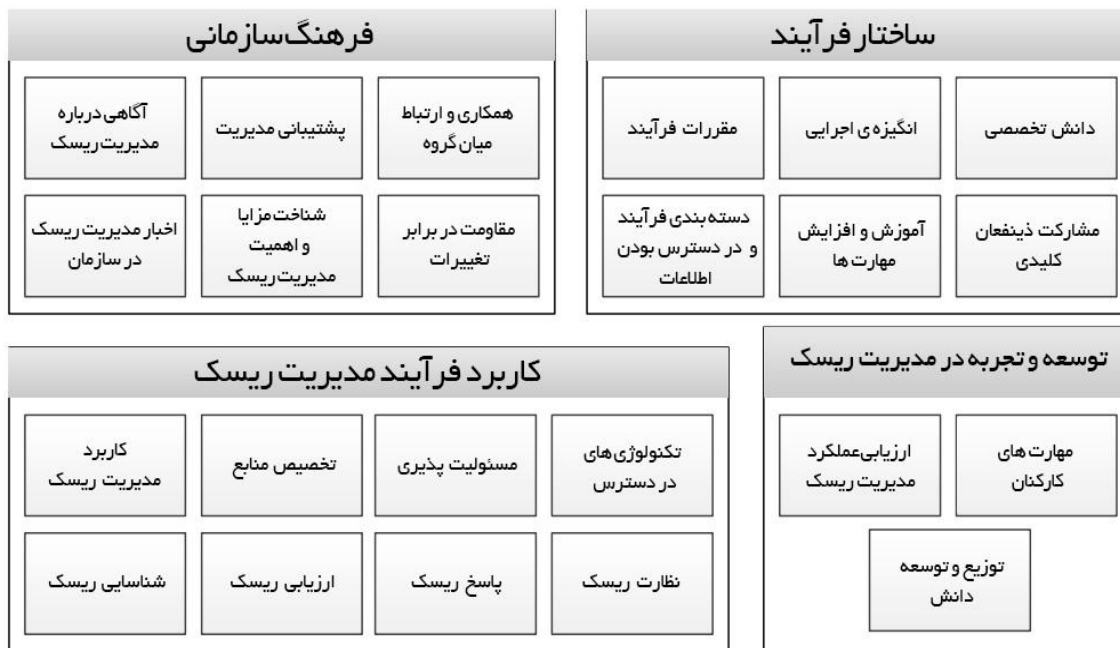 ساختار فرآیند
دانش تخصصی
انگیزه ی اجرایی
مقررات فرآیند
مشارکت ذینفعان
کلیدی
آموزش و افزایش
مهارت ها
دسته بندی فرآیند
و در دسترس بودن
اطلاعات
فرهنگ سازمانی
همکاری و ارتباط
میان گروه
پشتیبانی مدیریت
آگاهی درباره
مدیریت ریسک
مقاومت در برابر
تغییرات
شناخت مزایا
و اهمیت
مدیریت ریسک
اخبار مدیریت ریسک
در سازمان
توسعه و تجربه در مدیریت ریسک
مهارت های
کارکنان
ارزیابی عملکرد
مدیریت ریسک
توزیع و توسعه
دانش
کاربرد فرآیند مدیریت ریسک
تکنولوژی های
در دسترس
مسئولیت پذیری
تخصیص منابع
کاربرد
مدیریت ریسک
نظارت ریسک
پاسخ ریسک
ارزیابی ریسک
شناسایی ریسک